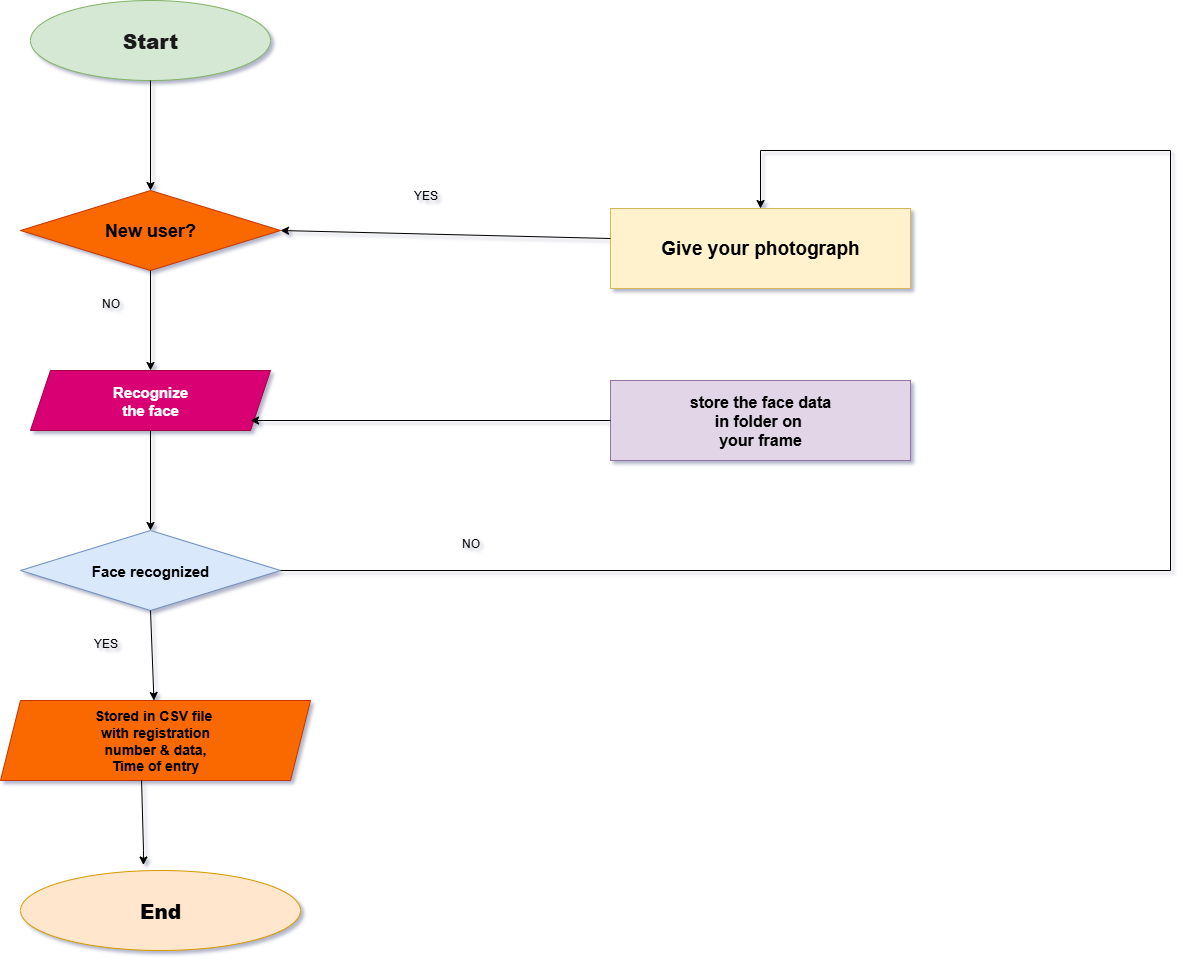 Start
YES
New user?
Give your photograph
NO
Recognize
the face
store the face data
in folder on
your frame
NO
Face recognized
YES
Stored in CSV file
with registration
number & data,
Time of entry
End